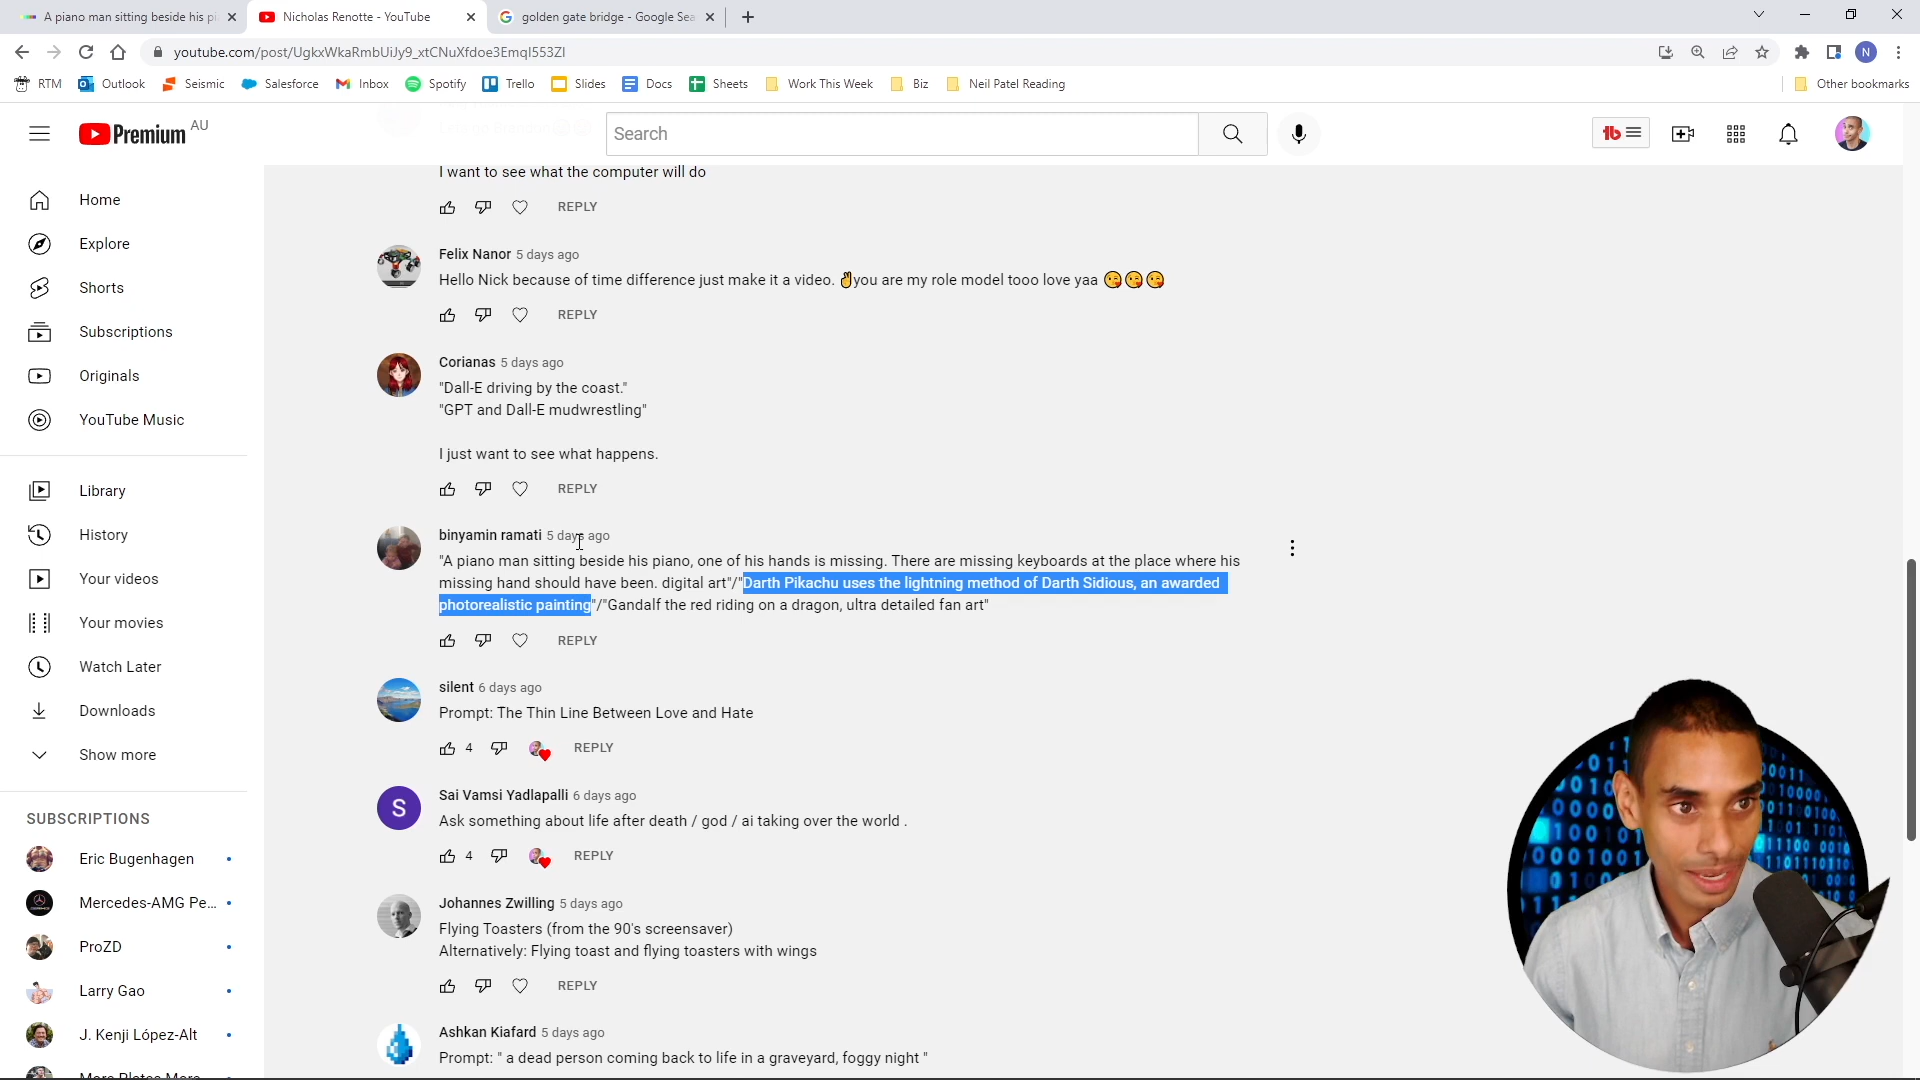 A piano man sitting beside his pi
Nicholas Renotte - YouTube
golden gate bridge - Google Sea
youtube.com/post/UgkxWkaRmbUiJy9_xtCNuXfdoe3EmqI553ZI
N
RTM
Outlook
Seismic
Salesforce
Inbox
Spotify
Trello
Slides
Docs
Sheets
Work This Week
Biz
Neil Patel Reading
Other bookmarks
Premium AU
Search
Home
Explore
Shorts
Subscriptions
Originals
YouTube Music
Library
History
Your videos
Your movies
Watch Later
Downloads
Show more
SUBSCRIPTIONS
Eric Bugenhagen
Mercedes-AMG Pe...
ProZD
Larry Gao
J. Kenji López-Alt
I want to see what the computer will do
REPLY
Felix Nanor 5 days ago
Hello Nick because of time difference just make it a video. ✌you are my role model tooo love yaa 😘😘😘
REPLY
Corianas 5 days ago
"Dall-E driving by the coast."
"GPT and Dall-E mudwrestling"
I just want to see what happens.
REPLY
binyamin ramati 5 days ago
"A piano man sitting beside his piano, one of his hands is missing. There are missing keyboards at the place where his
missing hand should have been. digital art"/"Darth Pikachu uses the lightning method of Darth Sidious, an awarded
photorealistic painting"/"Gandalf the red riding on a dragon, ultra detailed fan art"
REPLY
silent 6 days ago
Prompt: The Thin Line Between Love and Hate
4 REPLY
S
Sai Vamsi Yadlapalli 6 days ago
Ask something about life after death / god / ai taking over the world .
4 REPLY
Johannes Zwilling 5 days ago
Flying Toasters (from the 90's screensaver)
Alternatively: Flying toast and flying toasters with wings
REPLY
Ashkan Kiafard 5 days ago
Prompt: " a dead person coming back to life in a graveyard, foggy night "